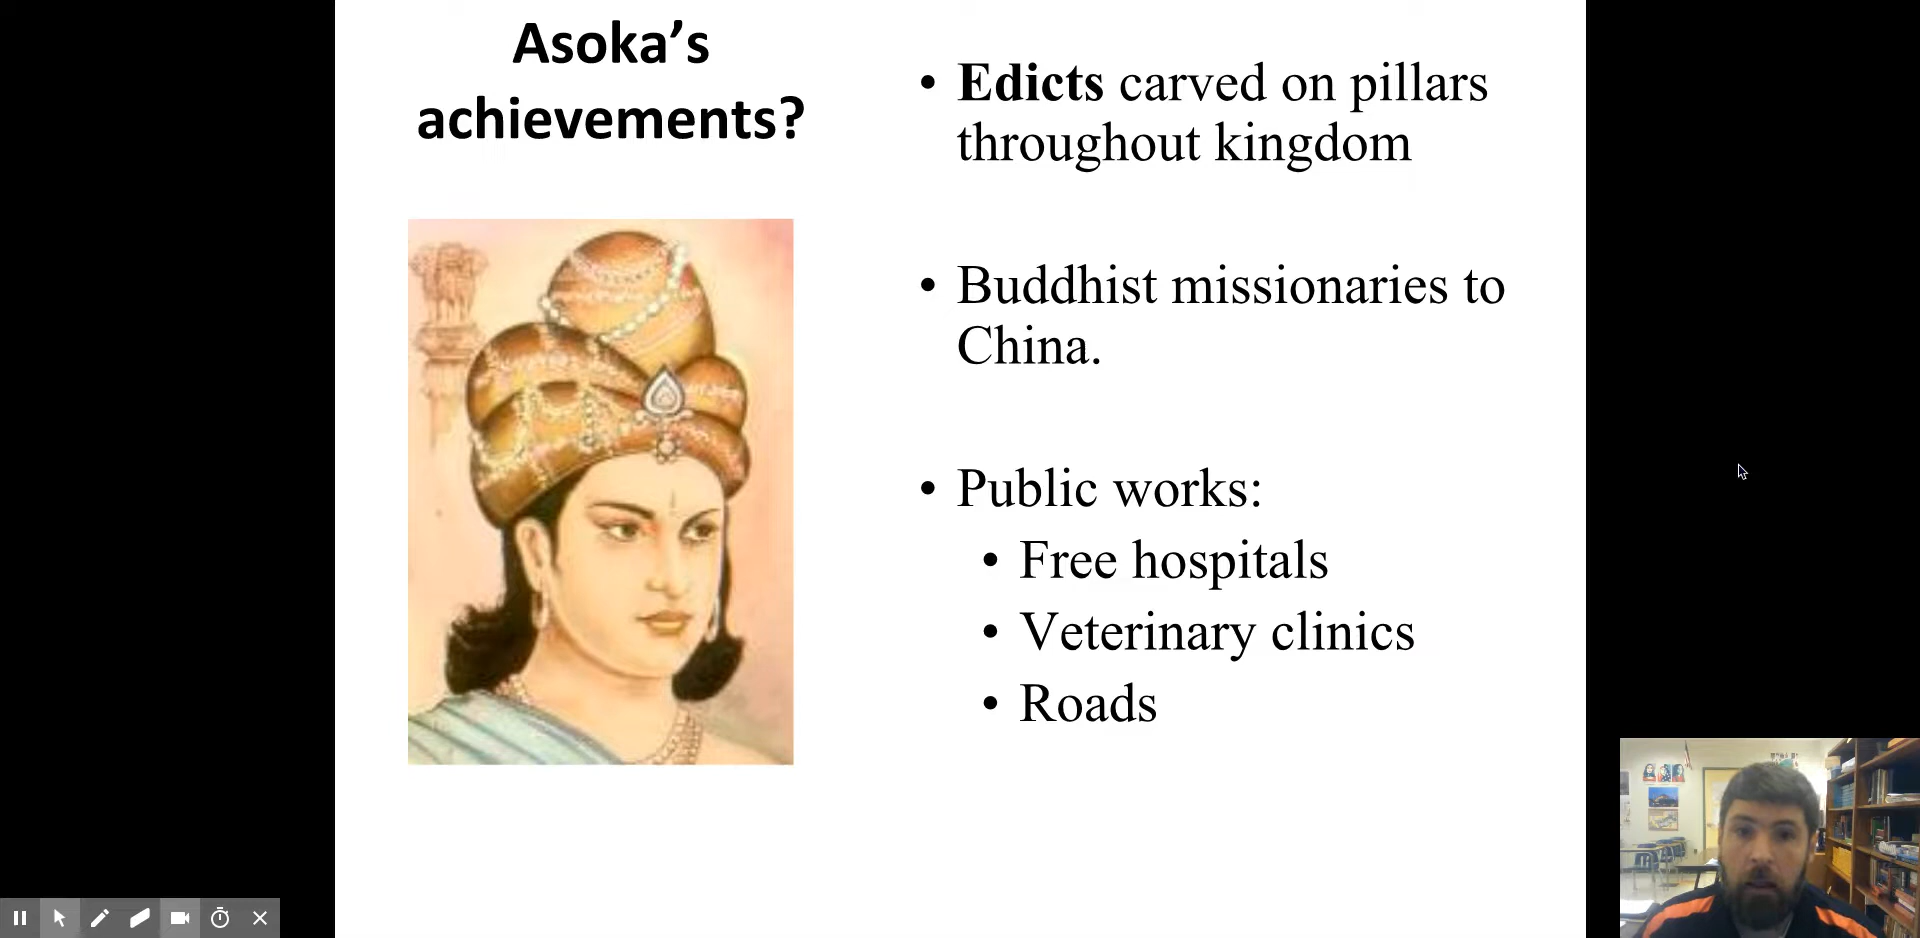 Asoka’s
achievements?
• Edicts carved on pillars
throughout kingdom
• Buddhist missionaries to
China.
• Public works:
• Free hospitals
• Veterinary clinics
• Roads